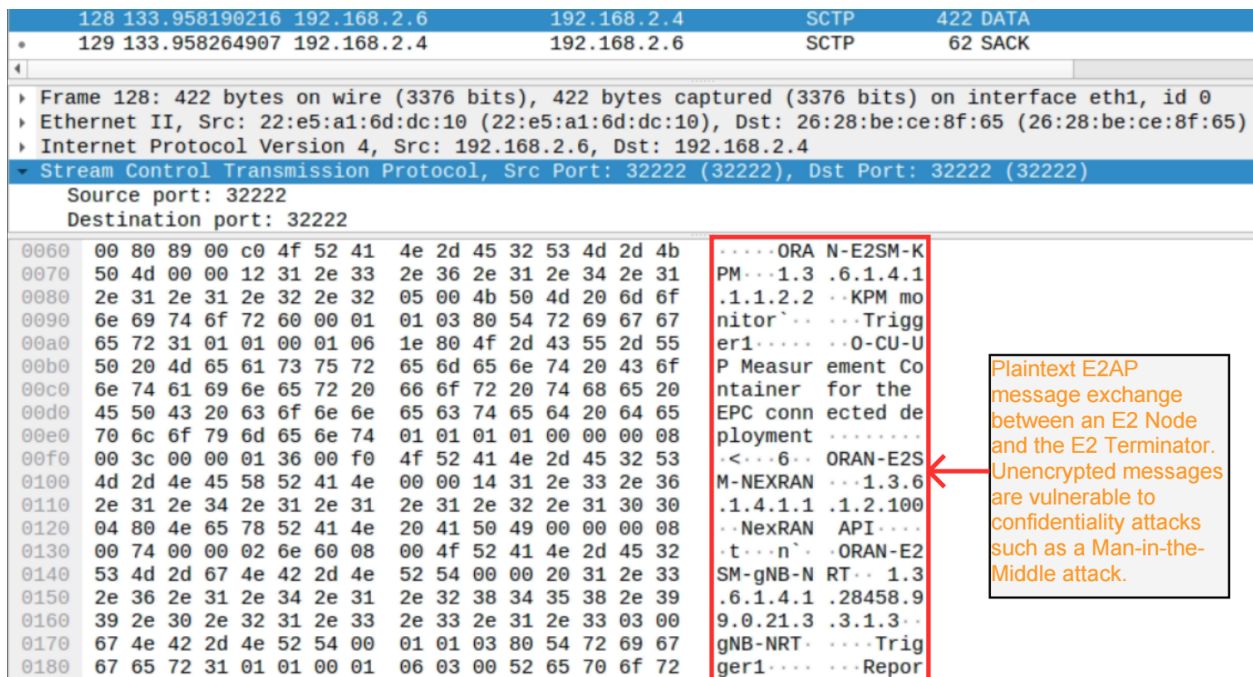 128 133.958190216 192.168.2.6 192.168.2.4 SCTP 422 DATA
129 133.958264907 192.168.2.4 192.168.2.6 SCTP 62 SACK
Frame 128: 422 bytes on wire (3376 bits), 422 bytes captured (3376 bits) on interface eth1, id 0
Ethernet II, Src: 22:e5:a1:6d:dc:10 (22:e5:a1:6d:dc:10), Dst: 26:28:be:ce:8f:65 (26:28:be:ce:8f:65)
Internet Protocol Version 4, Src: 192.168.2.6, Dst: 192.168.2.4
Stream Control Transmission Protocol, Src Port: 32222 (32222), Dst Port: 32222 (32222)
Source port: 32222
Destination port: 32222
0060 00 80 89 00 c0 4f 52 41 4e 2d 45 32 53 4d 2d 4b ·····ORA N-E2SM-K
0070 50 4d 00 00 12 31 2e 33 2e 36 2e 31 2e 34 2e 31 PM···1.3 .6.1.4.1
0080 2e 31 2e 31 2e 32 2e 32 05 00 4b 50 4d 20 6d 6f .1.1.2.2 ··KPM mo
0090 6e 69 74 6f 72 60 00 01 01 03 80 54 72 69 67 67 nitor`·· ···Trigg
00a0 65 72 31 01 01 00 01 06 1e 80 4f 2d 43 55 2d 55 er1····· ··O-CU-U
00b0 50 20 4d 65 61 73 75 72 65 6d 65 6e 74 20 43 6f P Measur ement Co
00c0 6e 74 61 69 6e 65 72 20 66 6f 72 20 74 68 65 20 ntainer for the
00d0 45 50 43 20 63 6f 6e 6e 65 63 74 65 64 20 64 65 EPC conn ected de
00e0 70 6c 6f 79 6d 65 6e 74 01 01 01 01 00 00 00 08 ployment ········
00f0 00 3c 00 00 01 36 00 f0 4f 52 41 4e 2d 45 32 53 ·<···6·· ORAN-E2S
0100 4d 2d 4e 45 58 52 41 4e 00 00 14 31 2e 33 2e 36 M-NEXRAN ···1.3.6
0110 2e 31 2e 34 2e 31 2e 31 2e 31 2e 32 2e 31 30 30 .1.4.1.1 .1.2.100
0120 04 80 4e 65 78 52 41 4e 20 41 50 49 00 00 00 08 ··NexRAN API····
0130 00 74 00 00 02 6e 60 08 00 4f 52 41 4e 2d 45 32 ·t···n`· ·ORAN-E2
0140 53 4d 2d 67 4e 42 2d 4e 52 54 00 00 20 31 2e 33 SM-gNB-N RT·· 1.3
0150 2e 36 2e 31 2e 34 2e 31 2e 32 38 34 35 38 2e 39 .6.1.4.1 .28458.9
0160 39 2e 30 2e 32 31 2e 33 2e 33 2e 31 2e 33 03 00 9.0.21.3 .3.1.3··
0170 67 4e 42 2d 4e 52 54 00 01 01 03 80 54 72 69 67 gNB-NRT· ····Trig
0180 67 65 72 31 01 01 00 01 06 03 00 52 65 70 6f 72 ger1···· ···Repor
Plaintext E2AP
message exchange
between an E2 Node
and the E2 Terminator.
Unencrypted messages
are vulnerable to
confidentiality attacks
such as a Man-in-the-
Middle attack.